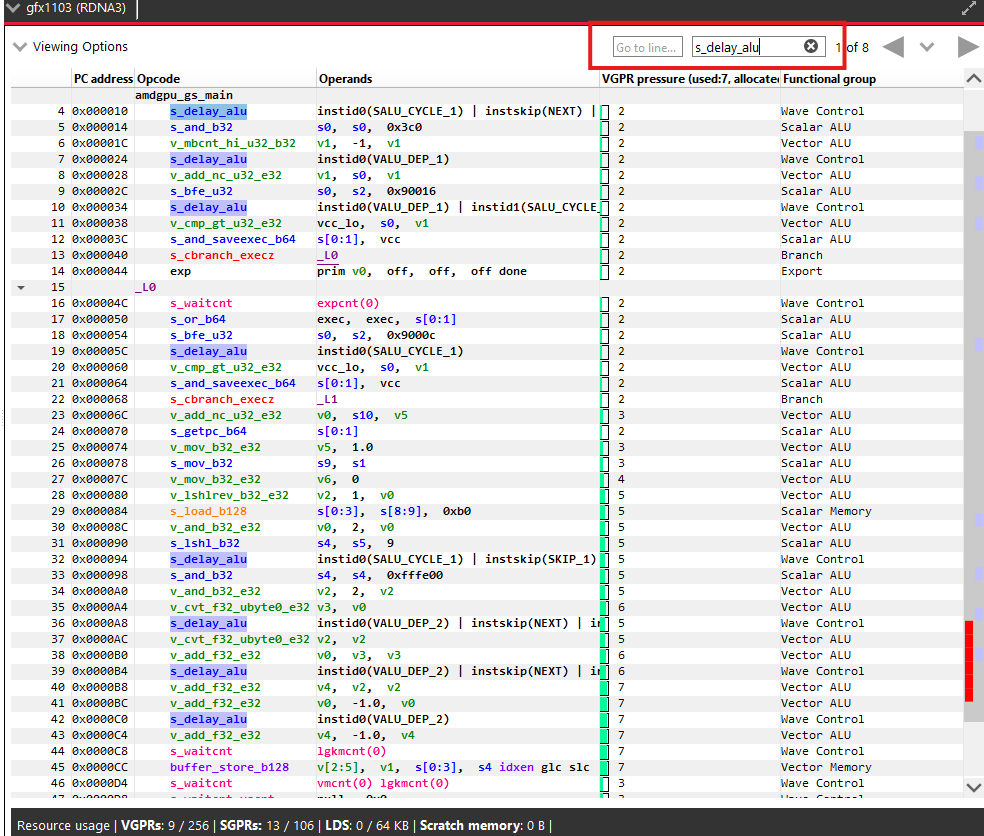 gfx1103 (RDNA3)
Viewing Options
Go to line... s_delay_alu 1 of 8
PC address Opcode Operands VGPR pressure (used:7, allocated Functional group
amdgpu_gs_main
4 0x000010 s_delay_alu instid0(SALU_CYCLE_1) | instskip(NEXT) | 2 Wave Control
5 0x000014 s_and_b32 s0, s0, 0x3c0 2 Scalar ALU
6 0x00001C v_mbcnt_hi_u32_b32 v1, -1, v1 2 Vector ALU
7 0x000024 s_delay_alu instid0(VALU_DEP_1) 2 Wave Control
8 0x000028 v_add_nc_u32_e32 v1, s0, v1 2 Vector ALU
9 0x00002C s_bfe_u32 s0, s2, 0x90016 2 Scalar ALU
10 0x000034 s_delay_alu instid0(VALU_DEP_1) | instid1(SALU_CYCLE_ 2 Wave Control
11 0x000038 v_cmp_gt_u32_e32 vcc_lo, s0, v1 2 Vector ALU
12 0x00003C s_and_saveexec_b64 s[0:1], vcc 2 Scalar ALU
13 0x000040 s_cbranch_execz _L0 2 Branch
14 0x000044 exp prim v0, off, off, off done 2 Export
15 _L0
16 0x00004C s_waitcnt expcnt(0) 2 Wave Control
17 0x000050 s_or_b64 exec, exec, s[0:1] 2 Scalar ALU
18 0x000054 s_bfe_u32 s0, s2, 0x9000c 2 Scalar ALU
19 0x00005C s_delay_alu instid0(SALU_CYCLE_1) 2 Wave Control
20 0x000060 v_cmp_gt_u32_e32 vcc_lo, s0, v1 2 Vector ALU
21 0x000064 s_and_saveexec_b64 s[0:1], vcc 2 Scalar ALU
22 0x000068 s_cbranch_execz _L1 2 Branch
23 0x00006C v_add_nc_u32_e32 v0, s10, v5 3 Vector ALU
24 0x000070 s_getpc_b64 s[0:1] 2 Scalar ALU
25 0x000074 v_mov_b32_e32 v5, 1.0 3 Vector ALU
26 0x000078 s_mov_b32 s9, s1 3 Scalar ALU
27 0x00007C v_mov_b32_e32 v6, 0 4 Vector ALU
28 0x000080 v_lshlrev_b32_e32 v2, 1, v0 5 Vector ALU
29 0x000084 s_load_b128 s[0:3], s[8:9], 0xb0 5 Scalar Memory
30 0x00008C v_and_b32_e32 v0, 2, v0 5 Vector ALU
31 0x000090 s_lshl_b32 s4, s5, 9 5 Scalar ALU
32 0x000094 s_delay_alu instid0(SALU_CYCLE_1) | instskip(SKIP_1) 5 Wave Control
33 0x000098 s_and_b32 s4, s4, 0xfffe00 5 Scalar ALU
34 0x0000A0 v_and_b32_e32 v2, 2, v2 5 Vector ALU
35 0x0000A4 v_cvt_f32_ubyte0_e32 v3, v0 6 Vector ALU
36 0x0000A8 s_delay_alu instid0(VALU_DEP_2) | instskip(NEXT) | in 5 Wave Control
37 0x0000AC v_cvt_f32_ubyte0_e32 v2, v2 5 Vector ALU
38 0x0000B0 v_add_f32_e32 v0, v3, v3 6 Vector ALU
39 0x0000B4 s_delay_alu instid0(VALU_DEP_2) | instskip(NEXT) | in 6 Wave Control
40 0x0000B8 v_add_f32_e32 v4, v2, v2 7 Vector ALU
41 0x0000BC v_add_f32_e32 v0, -1.0, v0 7 Vector ALU
42 0x0000C0 s_delay_alu instid0(VALU_DEP_2) 7 Wave Control
43 0x0000C4 v_add_f32_e32 v4, -1.0, v4 7 Vector ALU
44 0x0000C8 s_waitcnt lgkmcnt(0) 7 Wave Control
45 0x0000CC buffer_store_b128 v[2:5], v1, s[0:3], s4 idxen glc slc 7 Vector Memory
46 0x0000D4 s_waitcnt vmcnt(0) lgkmcnt(0) 3 Wave Control
Resource usage | VGPRs: 9 / 256 | SGPRs: 13 / 106 | LDS: 0 / 64 KB | Scratch memory: 0 B |